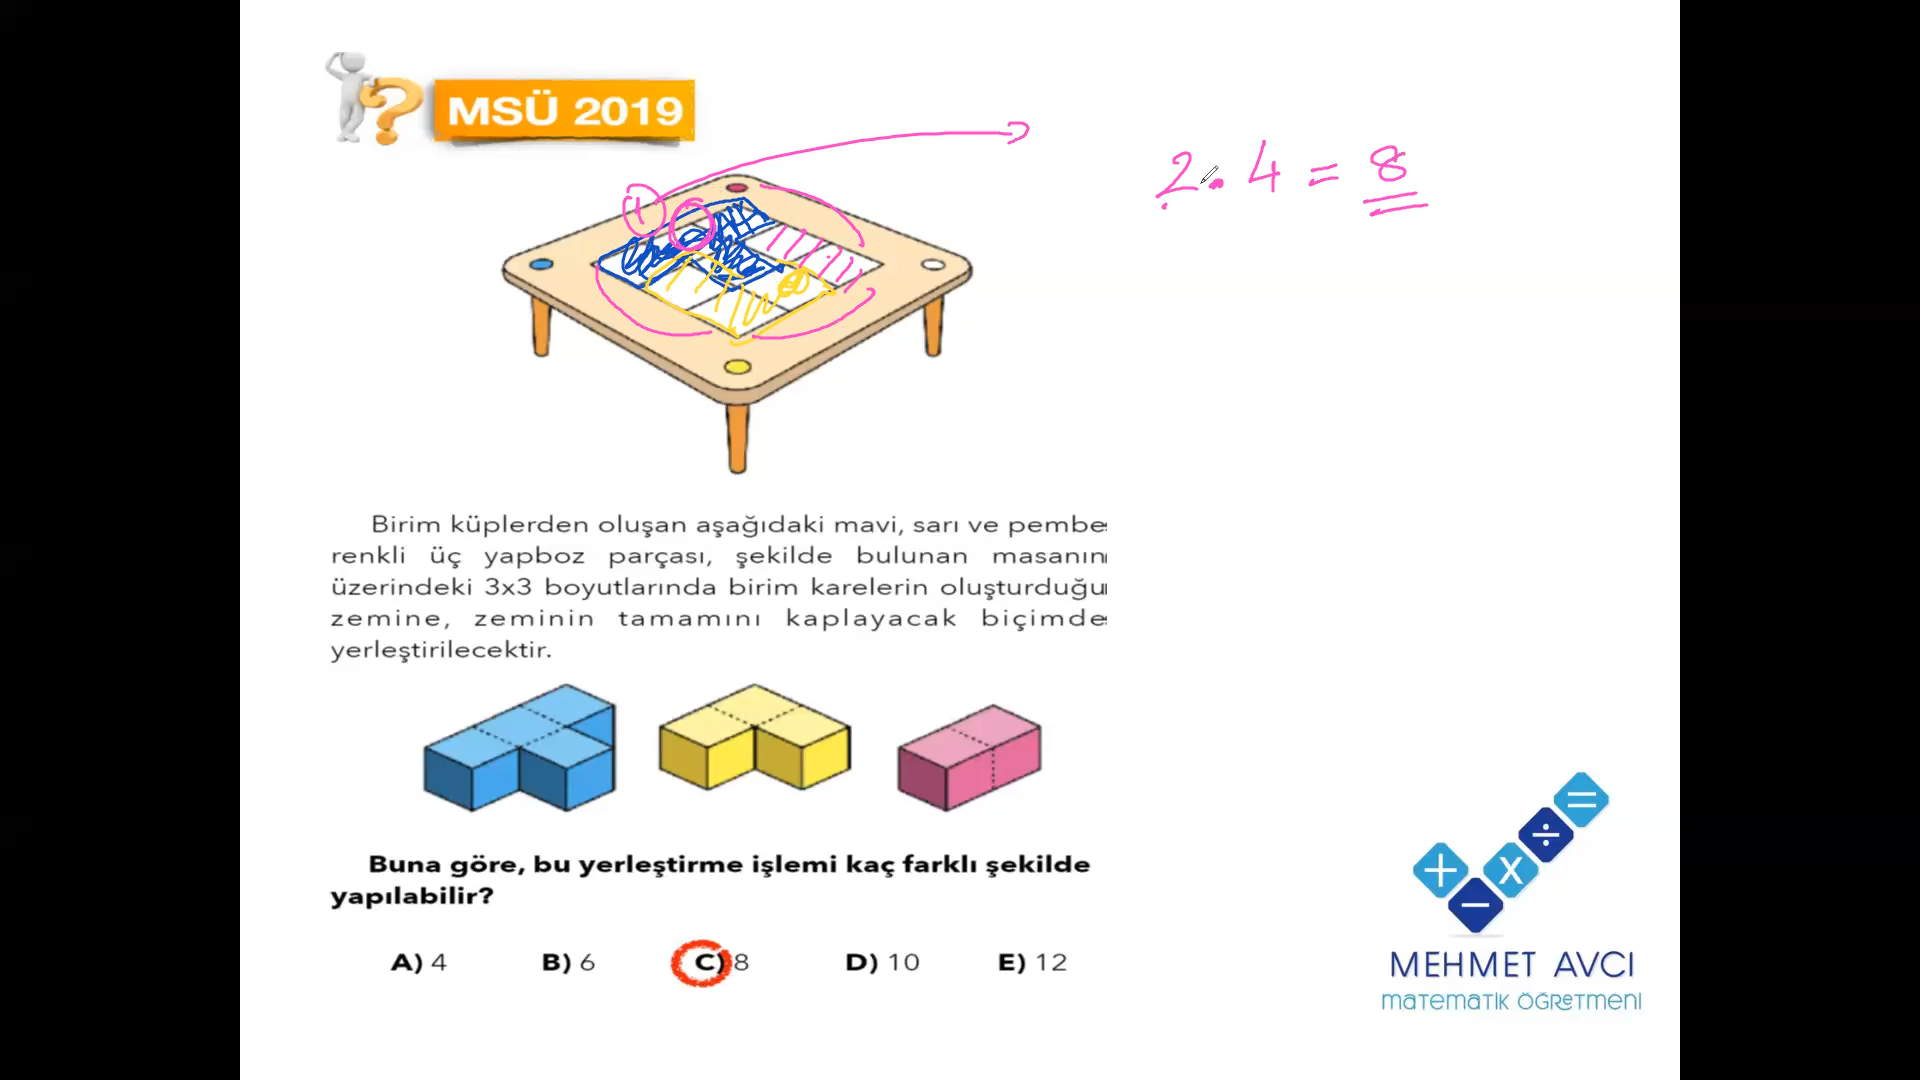 MSÜ 2019
2 . 4 = 8
1
Birim küplerden oluşan aşağıdaki mavi, sarı ve pembe
renkli üç yapboz parçası, şekilde bulunan masanın
üzerindeki 3x3 boyutlarında birim karelerin oluşturduğu
zemine, zeminin tamamını kaplayacak biçimde
yerleştirilecektir.
Buna göre, bu yerleştirme işlemi kaç farklı şekilde
yapılabilir?
A) 4 B) 6 C) 8 D) 10 E) 12
+ - x ÷ =
MEHMET AVCI
matematik öğretmeni